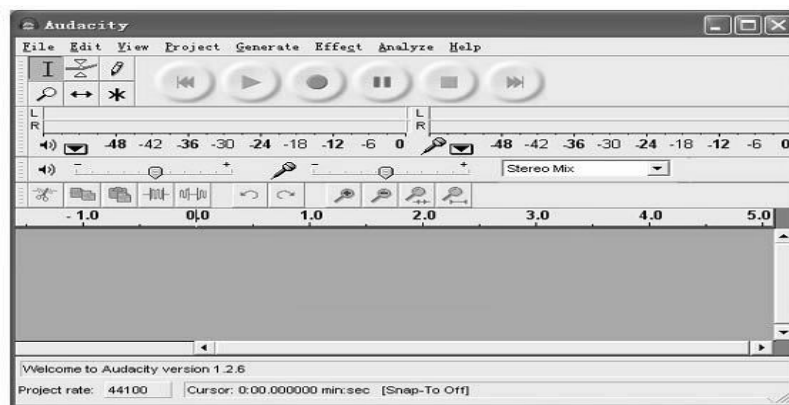 Audacity
File Edit View Project Generate Effect Analyze Help
L
R
-48 -42 -36 -30 -24 -18 -12 -6 0
L
R
-48 -42 -36 -30 -24 -18 -12 -6 0
- + - + Stereo Mix
- 1.0 0.0 1.0 2.0 3.0 4.0 5.0
Welcome to Audacity version 1.2.6
Project rate: 44100 Cursor: 0:00.000000 min:sec [Snap-To Off]